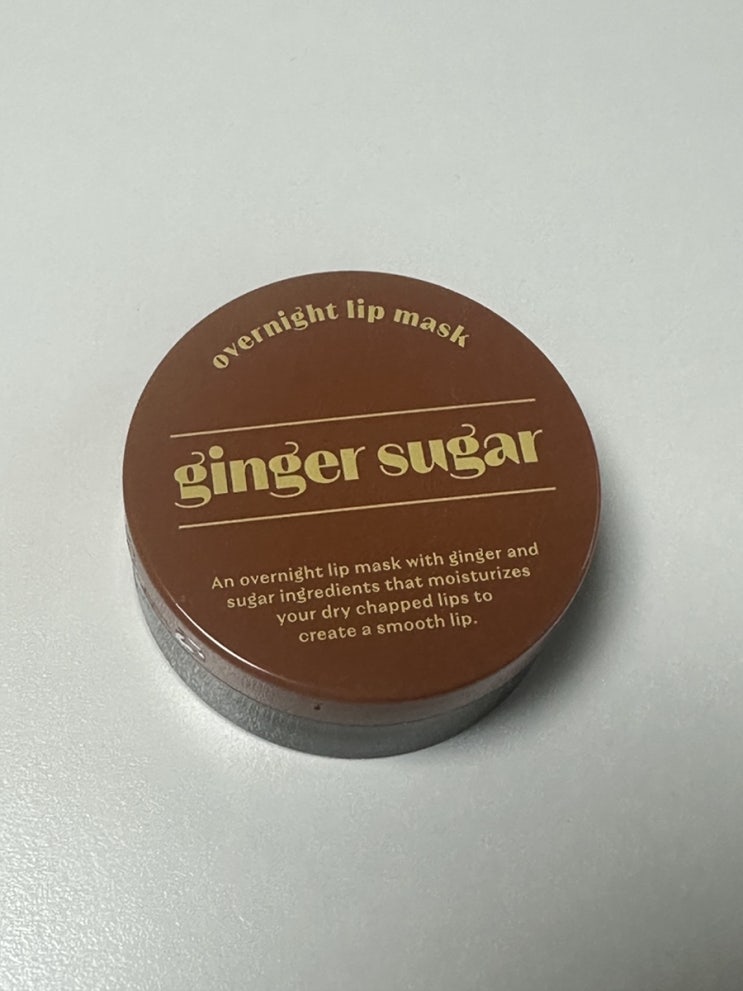 overnight lip mask
ginger sugar
An overnight lip mask with ginger and
sugar ingredients that moisturizes
your dry chapped lips to
create a smooth lip.